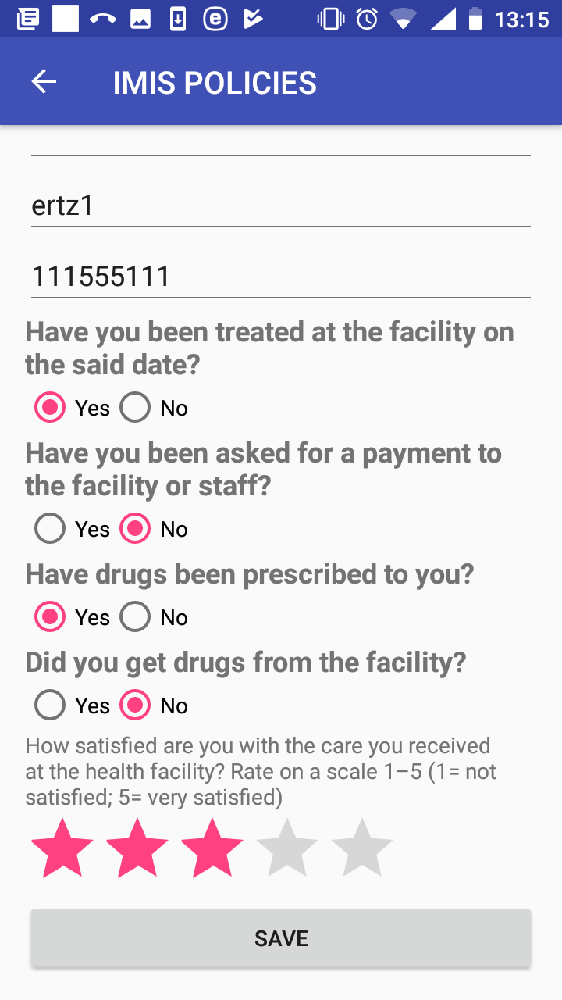 13:15
IMIS POLICIES
ertz1
111555111
Have you been treated at the facility on
the said date?
Yes No
Have you been asked for a payment to
the facility or staff?
Yes No
Have drugs been prescribed to you?
Yes No
Did you get drugs from the facility?
Yes No
How satisfied are you with the care you received
at the health facility? Rate on a scale 1–5 (1= not
satisfied; 5= very satisfied)
SAVE